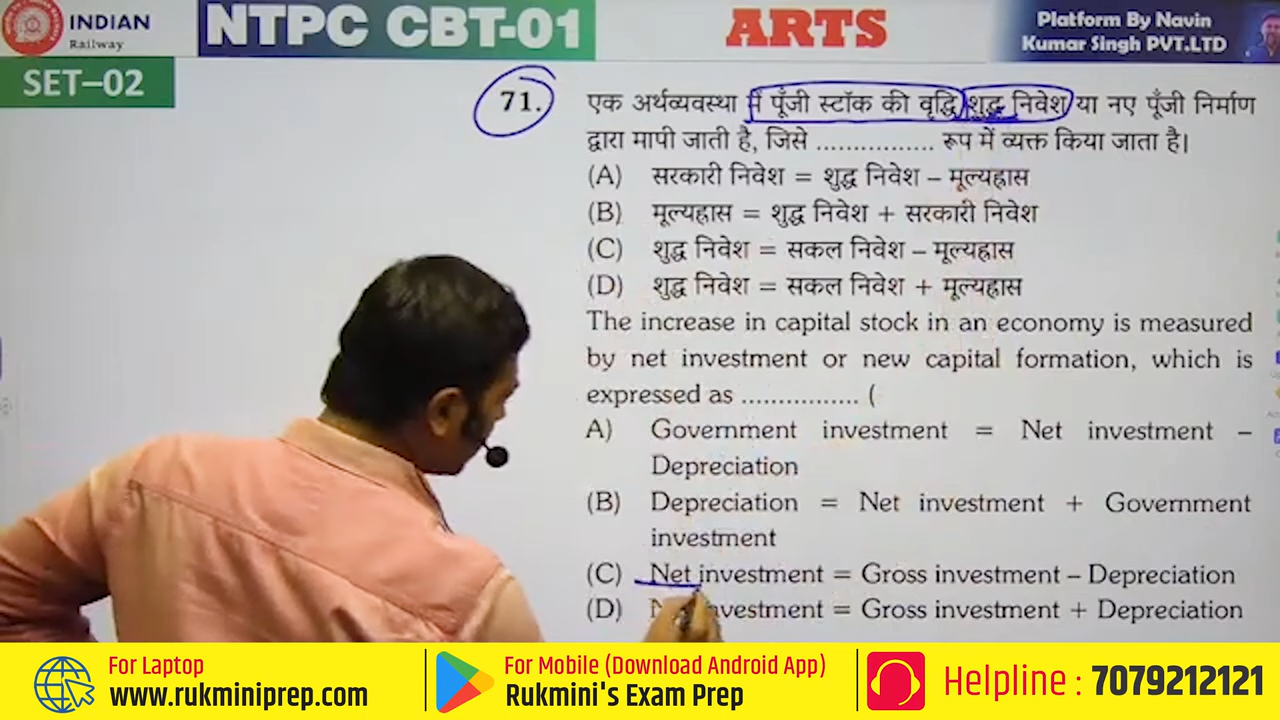 INDIAN
Railway
NTPC CBT-01
ARTS
Platform By Navin
Kumar Singh PVT.LTD
SET–02
71. एक अर्थव्यवस्था में पूँजी स्टॉक की वृद्धि शुद्ध निवेश या नए पूँजी निर्माण
द्वारा मापी जाती है, जिसे ................. रूप में व्यक्त किया जाता है।
(A) सरकारी निवेश = शुद्ध निवेश – मूल्यह्रास
(B) मूल्यह्रास = शुद्ध निवेश + सरकारी निवेश
(C) शुद्ध निवेश = सकल निवेश – मूल्यह्रास
(D) शुद्ध निवेश = सकल निवेश + मूल्यह्रास
The increase in capital stock in an economy is measured
by net investment or new capital formation, which is
expressed as ................. (
A) Government investment = Net investment –
Depreciation
(B) Depreciation = Net investment + Government
investment
(C) Net investment = Gross investment – Depreciation
(D) investment = Gross investment + Depreciation
For Laptop
www.rukminiprep.com
For Mobile (Download Android App)
Rukmini's Exam Prep
Helpline : 7079212121